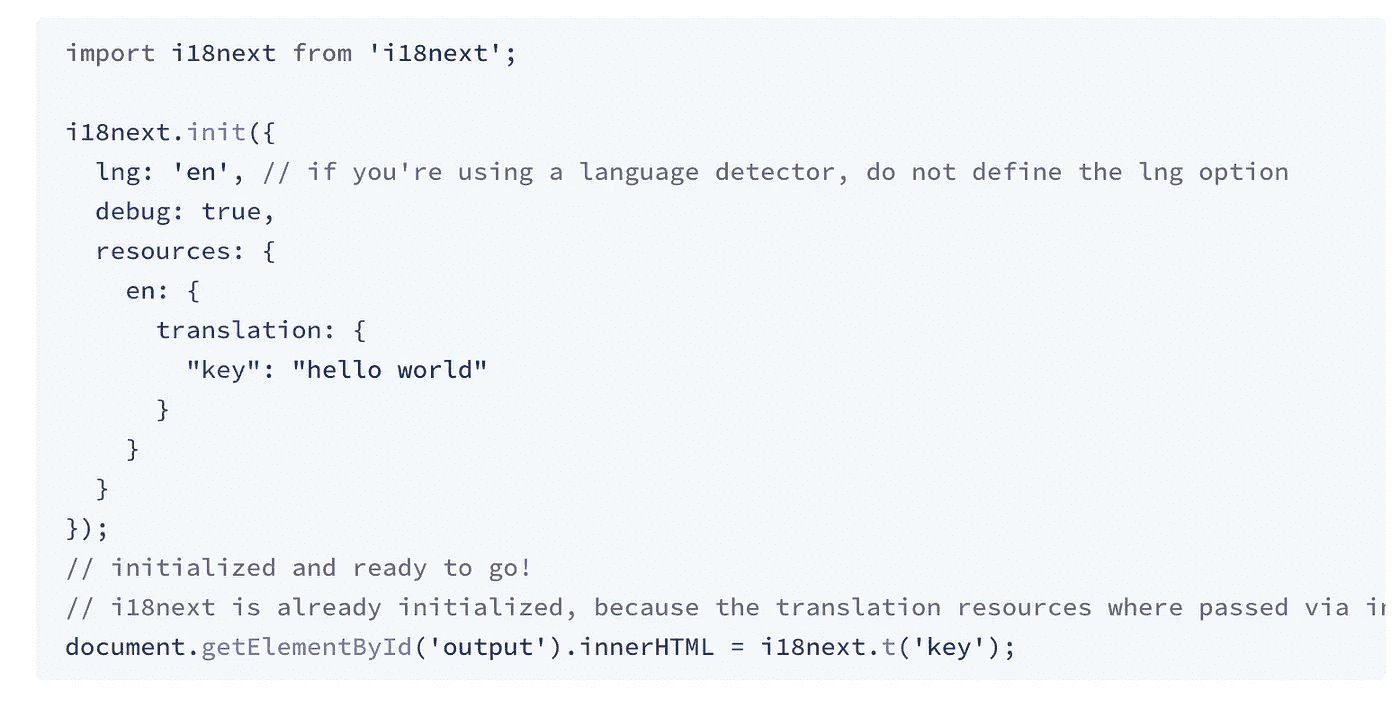 import i18next from 'i18next';

i18next.init({
  lng: 'en', // if you're using a language detector, do not define the lng option
  debug: true,
  resources: {
    en: {
      translation: {
        "key": "hello world"
      }
    }
  }
});
// initialized and ready to go!
// i18next is already initialized, because the translation resources where passed via
document.getElementById('output').innerHTML = i18next.t('key');